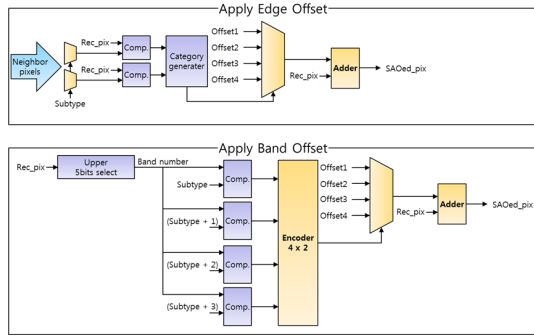 Apply Edge Offset
Neighbor
pixels
Rec_pix
Comp.
Rec_pix
Comp.
Subtype
Category
generater
Offset1
Offset2
Offset3
Offset4
Rec_pix
Adder
SAOed_pix
Apply Band Offset
Rec_pix
Upper
5bits select
Band number
Subtype
Comp.
(Subtype + 1)
Comp.
(Subtype + 2)
Comp.
(Subtype + 3)
Comp.
Encoder
4 x 2
Offset1
Offset2
Offset3
Offset4
Rec_pix
Adder
SAOed_pix